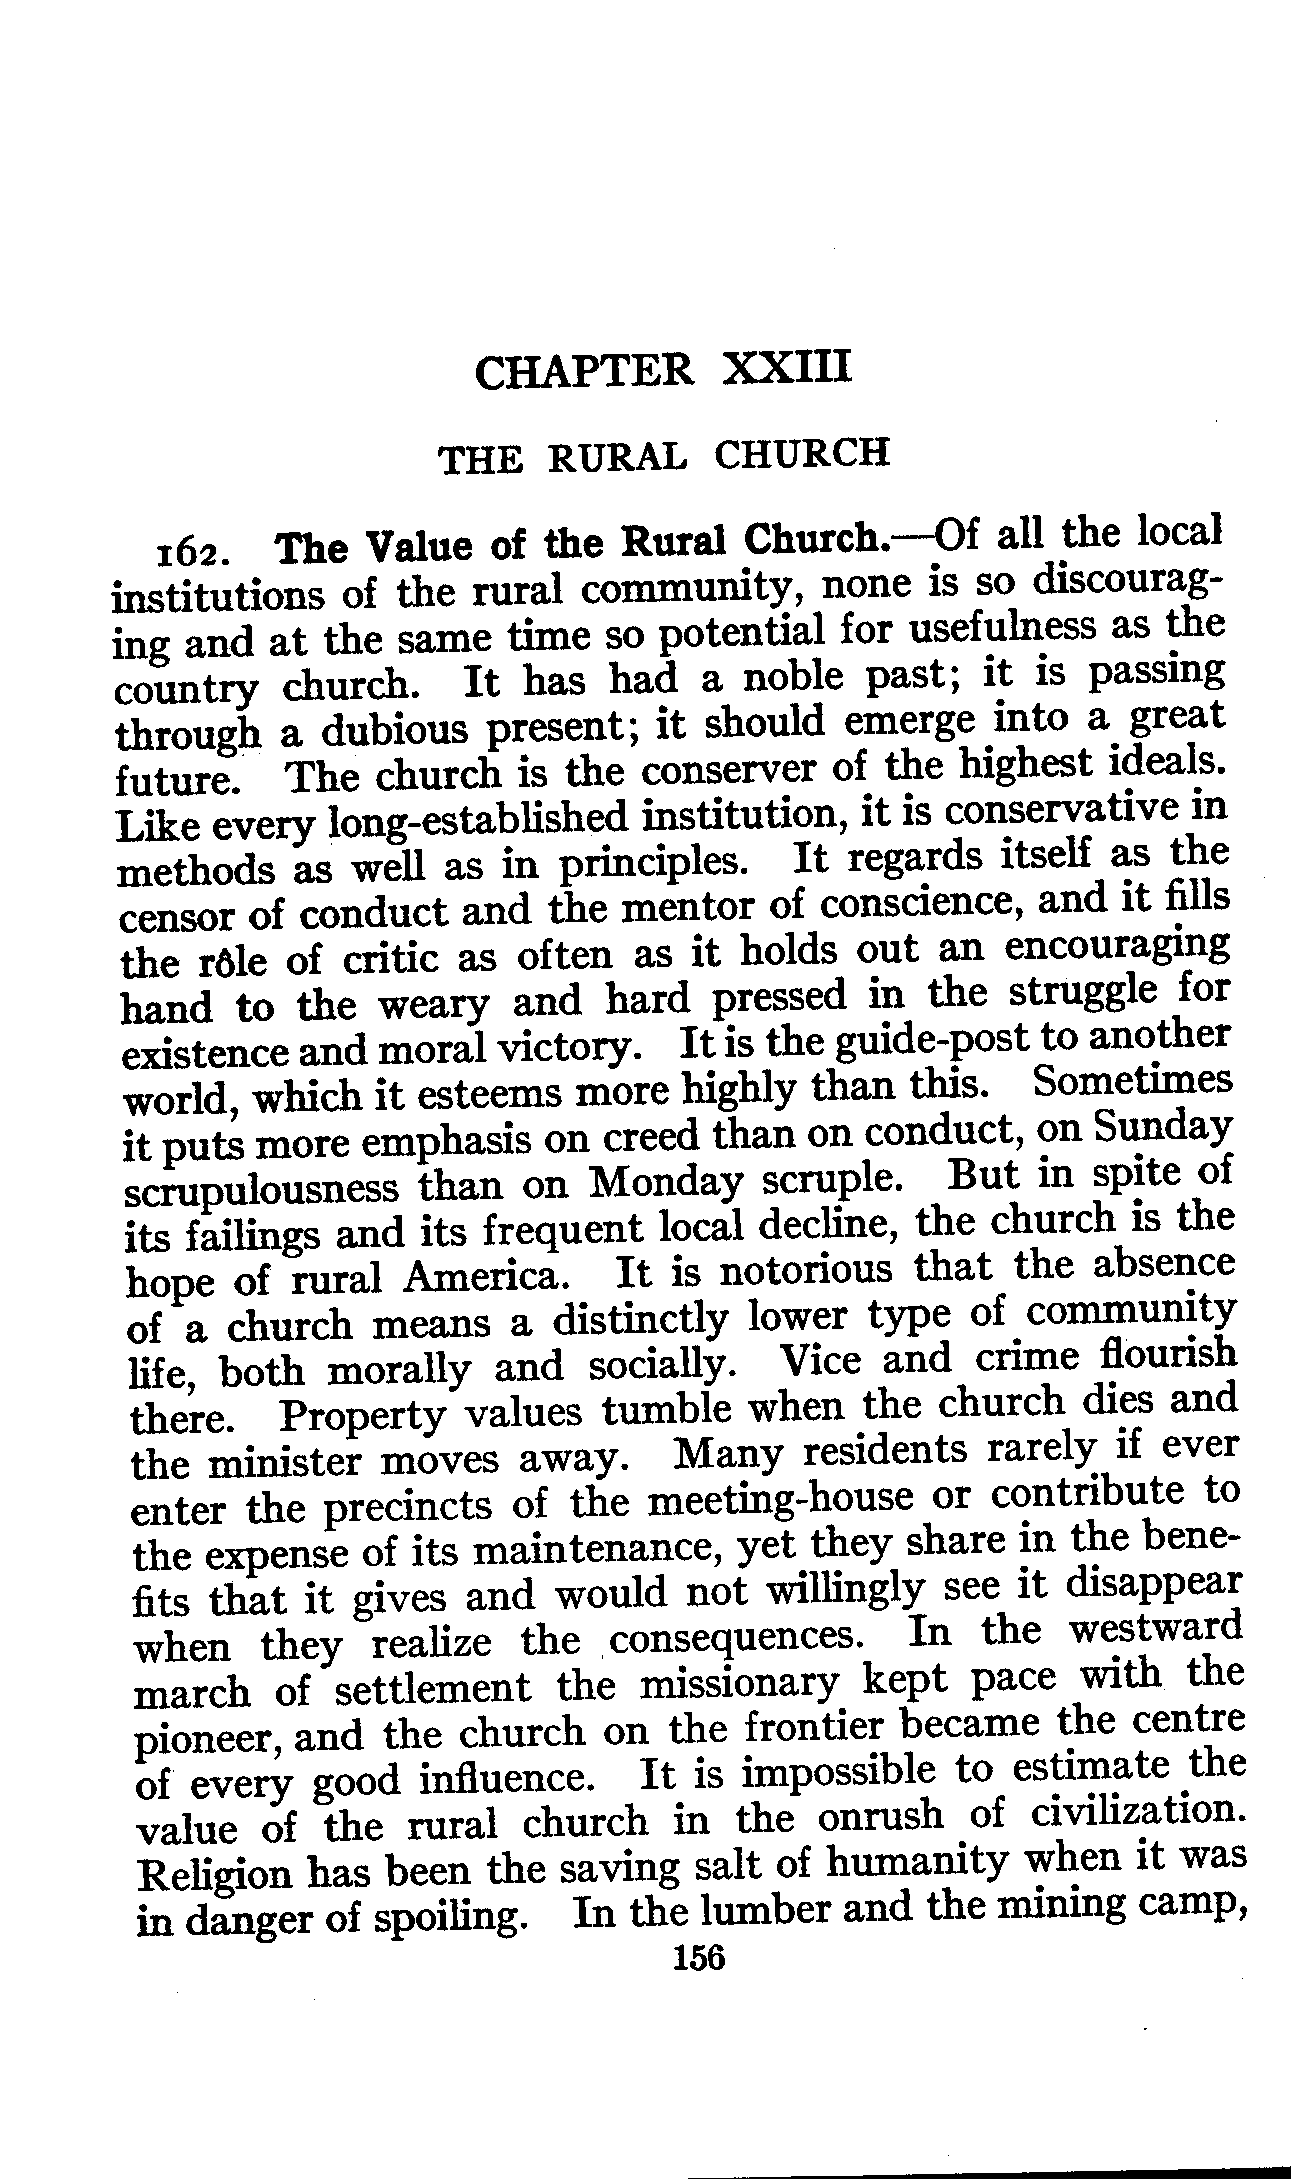 CHAPTER XXIII
THE RURAL CHURCH
162. The Value of the Rural Church.—Of all the local
institutions of the rural community, none is so discourag-
ing and at the same time so potential for usefulness as the
country church. It has had a noble past; it is passing
through a dubious present; it should emerge into a great
future. The church is the conserver of the highest ideals.
Like every long-established institution, it is conservative in
methods as well as in principles. It regards itself as the
censor of conduct and the mentor of conscience, and it fills
the rôle of critic as often as it holds out an encouraging
hand to the weary and hard pressed in the struggle for
existence and moral victory. It is the guide-post to another
world, which it esteems more highly than this. Sometimes
it puts more emphasis on creed than on conduct, on Sunday
scrupulousness than on Monday scruple. But in spite of
its failings and its frequent local decline, the church is the
hope of rural America. It is notorious that the absence
of a church means a distinctly lower type of community
life, both morally and socially. Vice and crime flourish
there. Property values tumble when the church dies and
the minister moves away. Many residents rarely if ever
enter the precincts of the meeting-house or contribute to
the expense of its maintenance, yet they share in the bene-
fits that it gives and would not willingly see it disappear
when they realize the consequences. In the westward
march of settlement the missionary kept pace with the
pioneer, and the church on the frontier became the centre
of every good influence. It is impossible to estimate the
value of the rural church in the onrush of civilization.
Religion has been the saving salt of humanity when it was
in danger of spoiling. In the lumber and the mining camp,
156